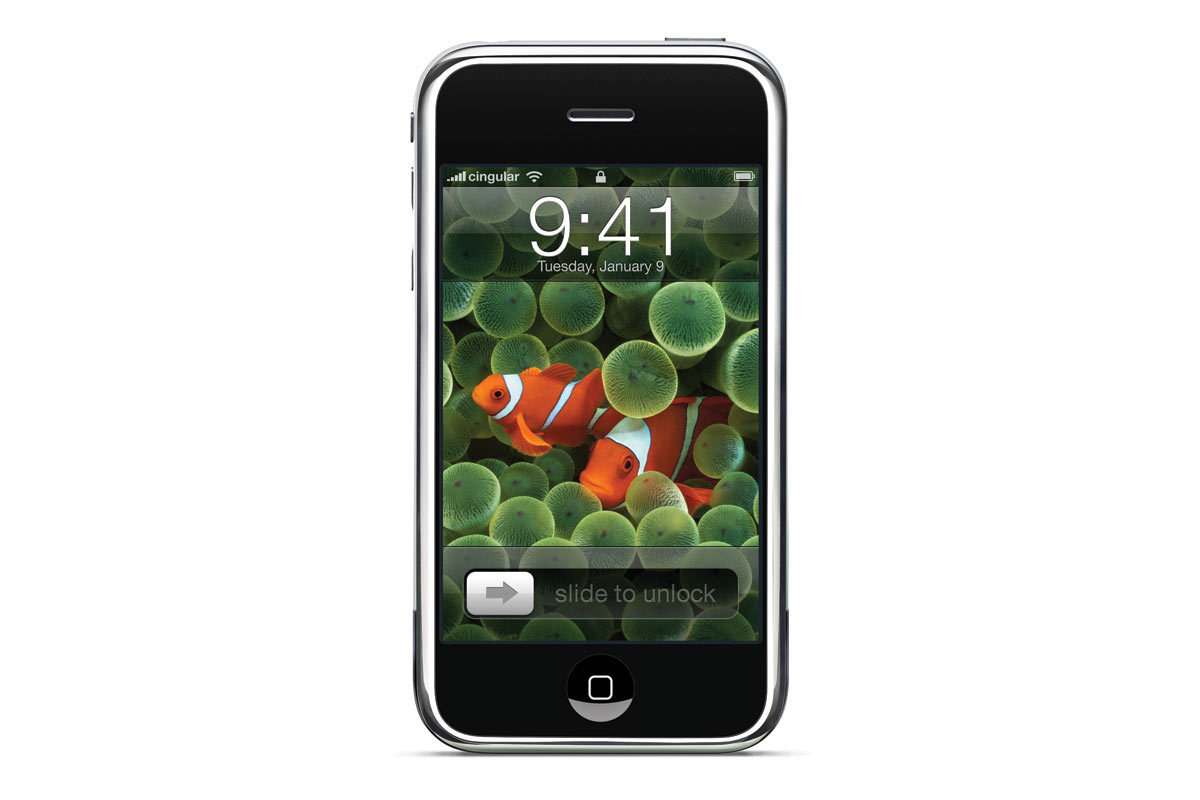 cingular
9:41
Tuesday, January 9
slide to unlock